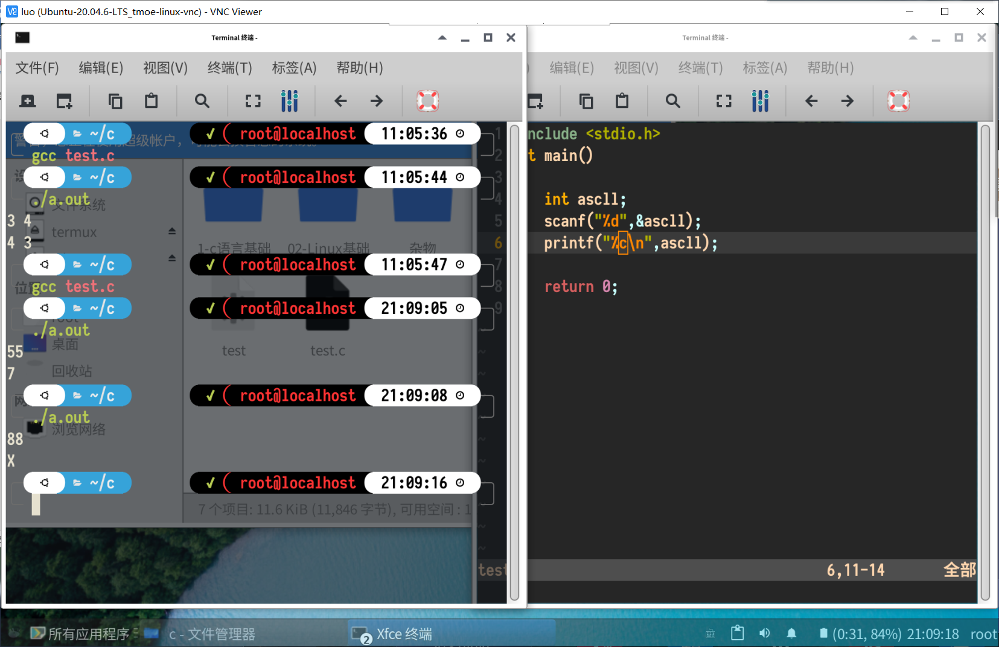 luo (Ubuntu-20.04.6-LTS_tmoe-linux-vnc) - VNC Viewer
Terminal 终端 -
文件(F) 编辑(E) 视图(V) 终端(T) 标签(A) 帮助(H)
~/c ✓ root@localhost 11:05:36
gcc test.c
~/c ✓ root@localhost 11:05:44
./a.out
文件系统
3 4
termux
4 3
1-c语言基础 02-Linux基础 杂物
~/c ✓ root@localhost 11:05:47
gcc test.c
~/c ✓ root@localhost 21:09:05
root
./a.out
桌面
test test.c
55
7
回收站
~/c ✓ root@localhost 21:09:08
./a.out
浏览网络
88
X
~/c ✓ root@localhost 21:09:16
7 个项目: 11.6 KiB (11,846 字节), 可用空间 : 1
Terminal 终端 -
) 编辑(E) 视图(V) 终端(T) 标签(A) 帮助(H)
1 nclude <stdio.h>
2 t main()
3
4 int ascll;
5 scanf("%d",&ascll);
6 printf("%c\n",ascll);
7
8 return 0;
9
~
~
~
~
~
~
~
test 6,11-14 全部
所有应用程序 c - 文件管理器 2 Xfce 终端 (0:31, 84%) 21:09:18 root